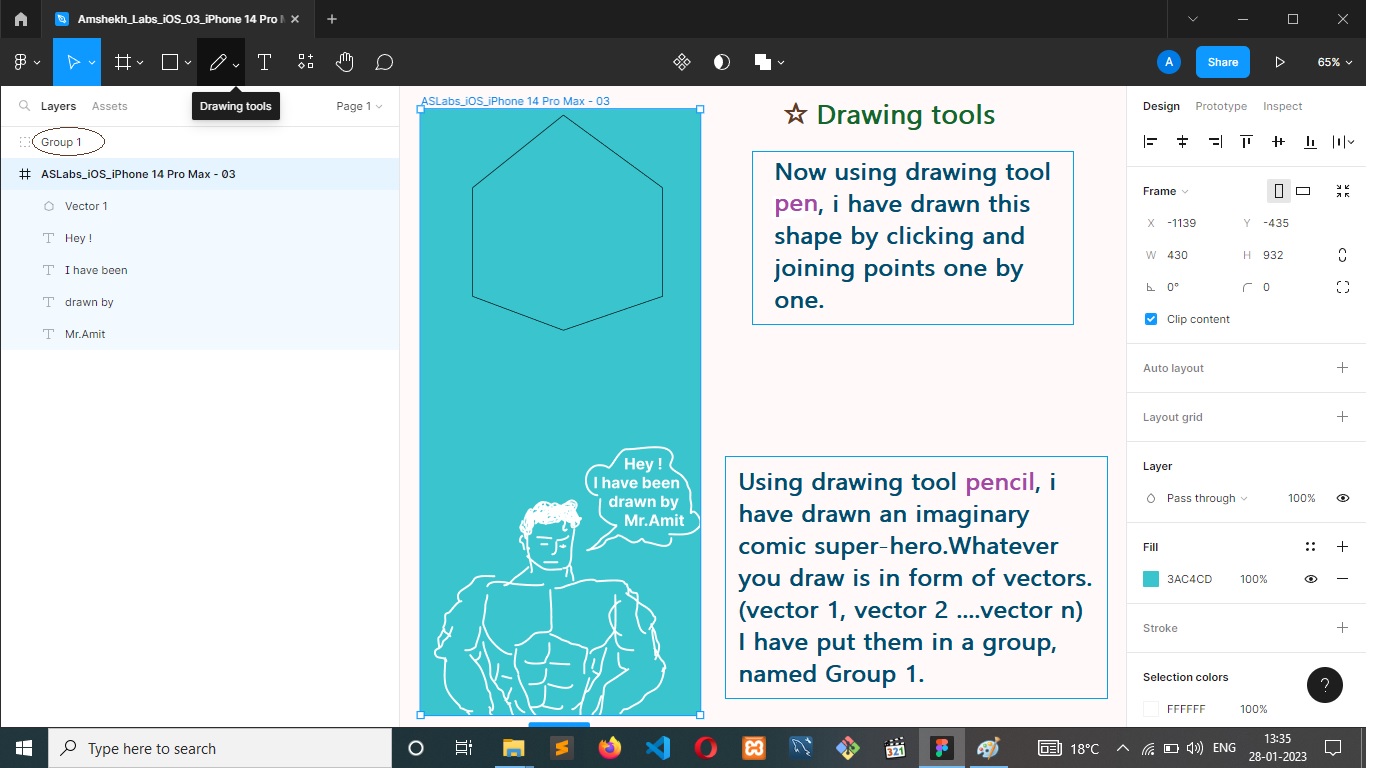 Amshekh_Labs_iOS_03_iPhone 14 Pro
A
Share
65%
Layers
Assets
Drawing tools
Page 1
Group 1
ASLabs_iOS_iPhone 14 Pro Max - 03
Vector 1
Hey !
I have been
drawn by
Mr.Amit
ASLabs_iOS_iPhone 14 Pro Max - 03
Hey !
I have been
drawn by
Mr.Amit
☆ Drawing tools
Now using drawing tool
pen, i have drawn this
shape by clicking and
joining points one by
one.
Using drawing tool pencil, i
have drawn an imaginary
comic super-hero.Whatever
you draw is in form of vectors.
(vector 1, vector 2 ....vector n)
I have put them in a group,
named Group 1.
Design
Prototype
Inspect
Frame
X -1139 Y -435
W 430 H 932
0° 0
Clip content
Auto layout
Layout grid
Layer
Pass through 100%
Fill
3AC4CD 100%
Stroke
Selection colors
FFFFFF 100%
?
Type here to search
321
18°C
ENG
13:35
28-01-2023